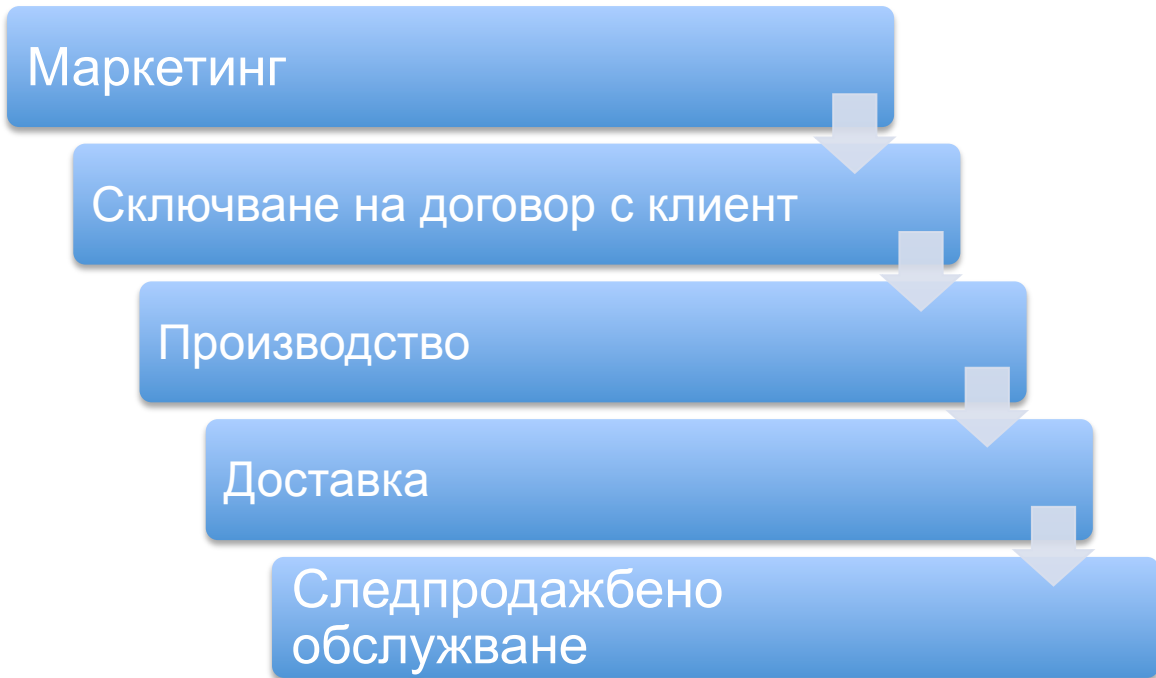 Маркетинг
Сключване на договор с клиент
Производство
Доставка
Следпродажбено
обслужване